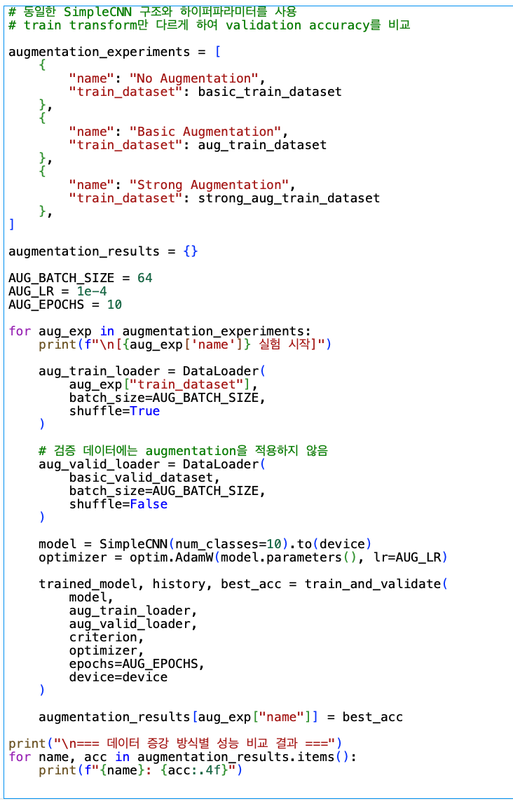 # 동일한 SimpleCNN 구조와 하이퍼파라미터를 사용
# train transform만 다르게 하여 validation accuracy를 비교

augmentation_experiments = [
    {
        "name": "No Augmentation",
        "train_dataset": basic_train_dataset
    },
    {
        "name": "Basic Augmentation",
        "train_dataset": aug_train_dataset
    },
    {
        "name": "Strong Augmentation",
        "train_dataset": strong_aug_train_dataset
    },
]

augmentation_results = {}

AUG_BATCH_SIZE = 64
AUG_LR = 1e-4
AUG_EPOCHS = 10

for aug_exp in augmentation_experiments:
    print(f"\n[{aug_exp['name']} 실험 시작]")

    aug_train_loader = DataLoader(
        aug_exp["train_dataset"],
        batch_size=AUG_BATCH_SIZE,
        shuffle=True
    )

    # 검증 데이터에는 augmentation을 적용하지 않음
    aug_valid_loader = DataLoader(
        basic_valid_dataset,
        batch_size=AUG_BATCH_SIZE,
        shuffle=False
    )

    model = SimpleCNN(num_classes=10).to(device)
    optimizer = optim.AdamW(model.parameters(), lr=AUG_LR)

    trained_model, history, best_acc = train_and_validate(
        model,
        aug_train_loader,
        aug_valid_loader,
        criterion,
        optimizer,
        epochs=AUG_EPOCHS,
        device=device
    )

    augmentation_results[aug_exp["name"]] = best_acc

print("\n=== 데이터 증강 방식별 성능 비교 결과 ===")
for name, acc in augmentation_results.items():
    print(f"{name}: {acc:.4f}")